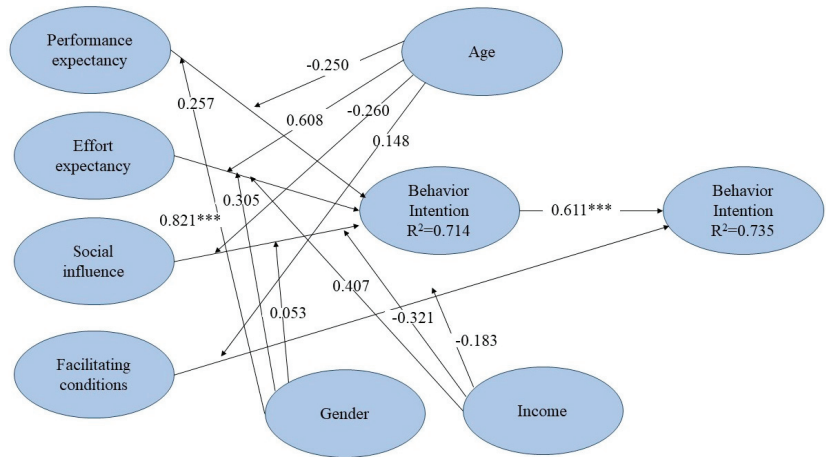 Performance
expectancy
Age
-0.250
0.257
-0.260
0.608
0.148
Effort
expectancy
Behavior
Intention
R²=0.714
0.611***
Behavior
Intention
R²=0.735
0.305
0.821***
Social
influence
0.407
0.053
-0.321
-0.183
Facilitating
conditions
Gender
Income